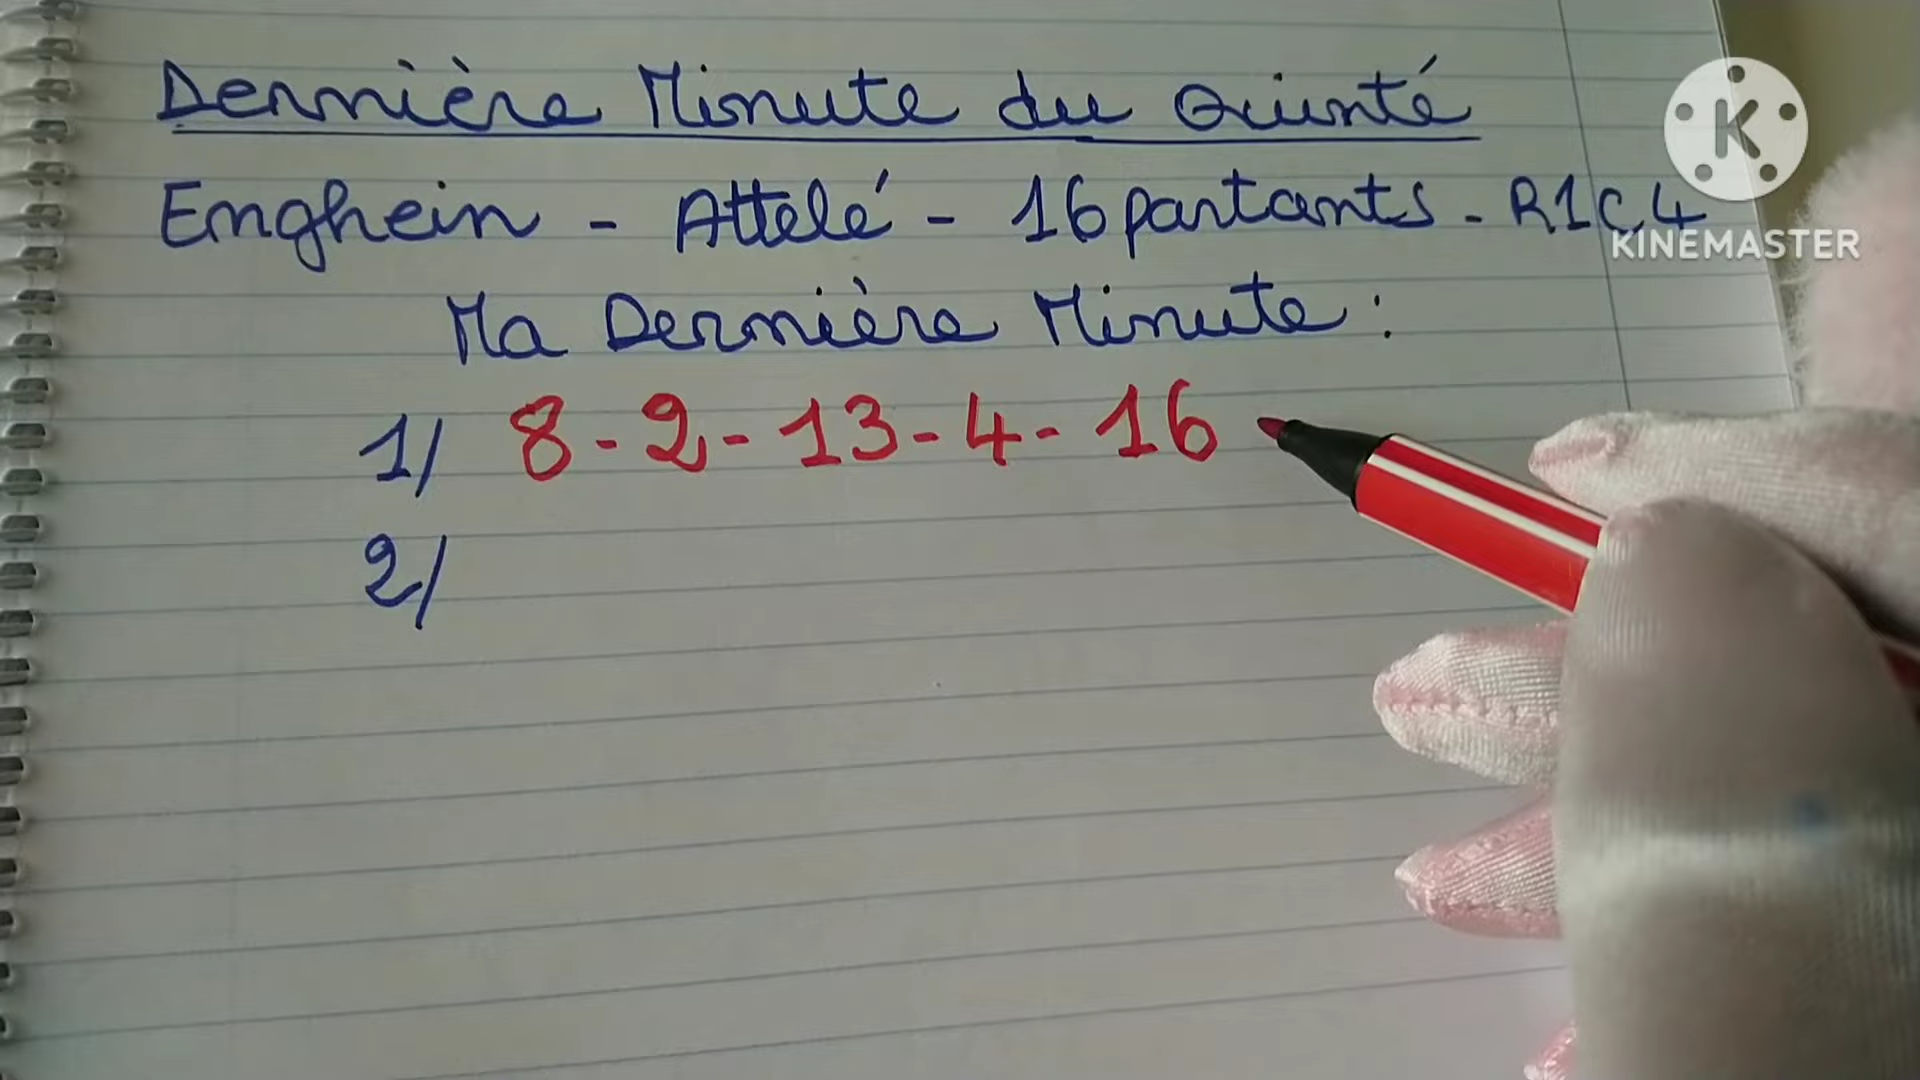 Dernière Minute du Quinté
Enghein - Attelé - 16 partants - R1C4
Ma Dernière Minute :
1/ 8 - 2 - 13 - 4 - 16
2/
K
KINEMASTER